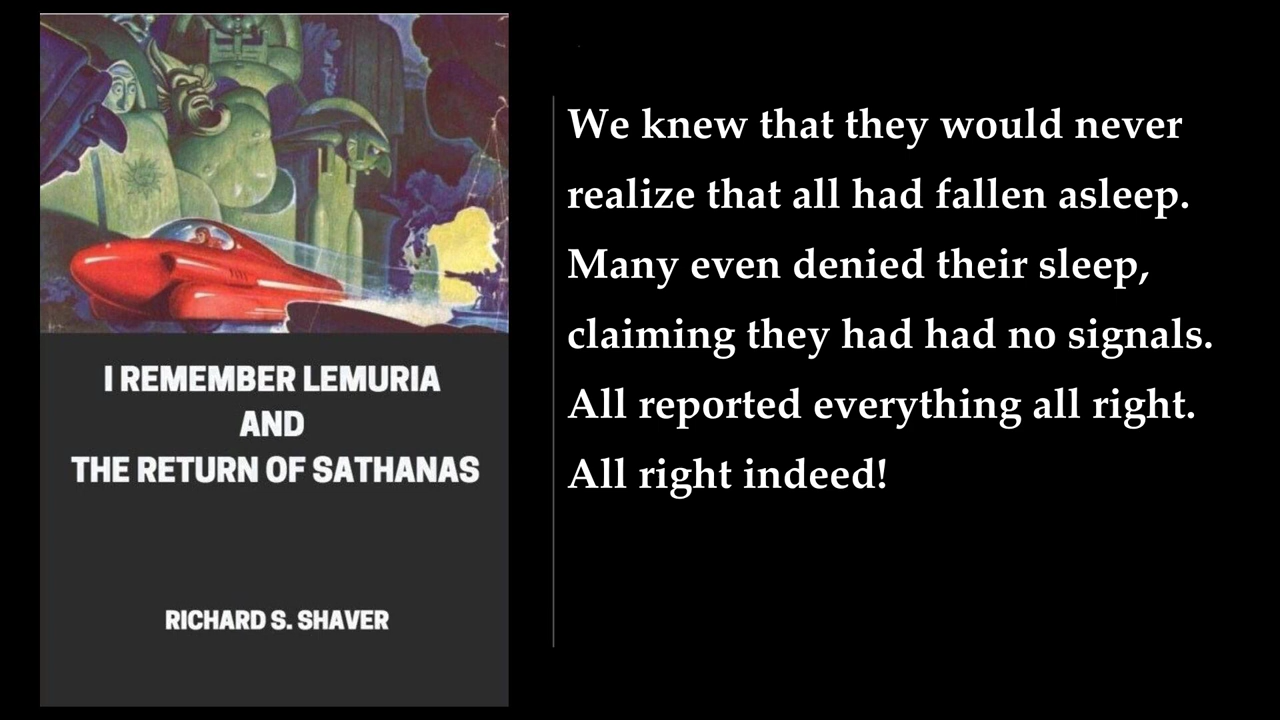 I REMEMBER LEMURIA
AND
THE RETURN OF SATHANAS
RICHARD S. SHAVER
We knew that they would never
realize that all had fallen asleep.
Many even denied their sleep,
claiming they had had no signals.
All reported everything all right.
All right indeed!